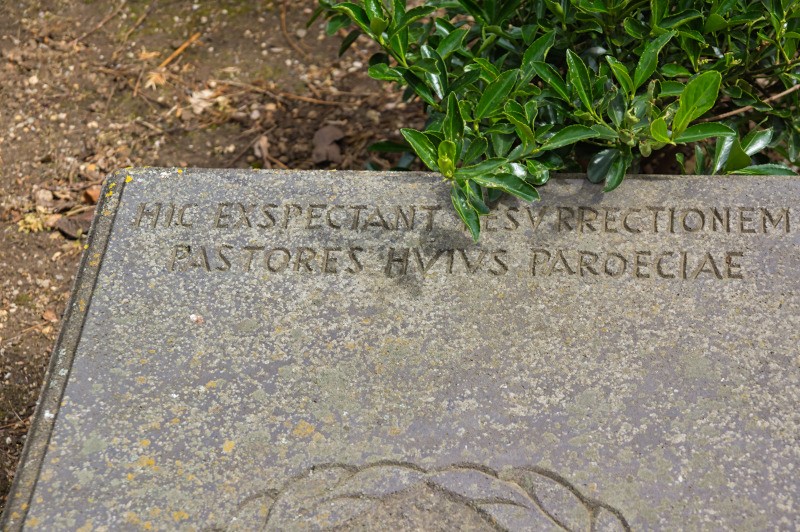 HIC EXSPECTANT RESVRRECTIONEM
PASTORES HVIVS PAROECIAE